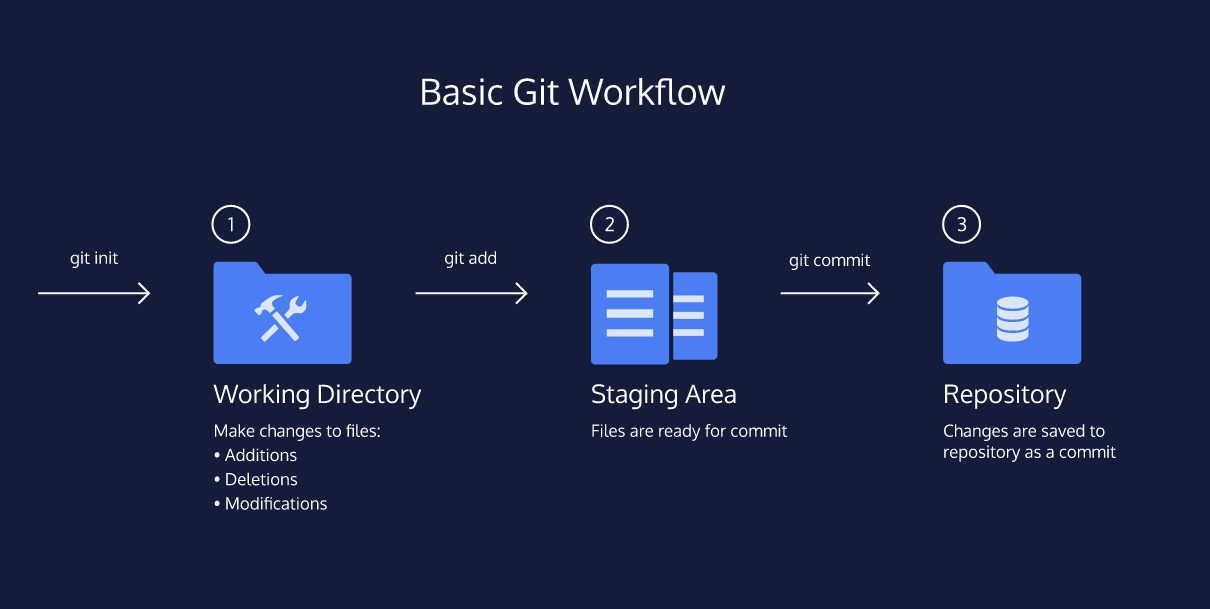 Basic Git Workflow
git init
1
git add
2
git commit
3
Working Directory
Make changes to files:
• Additions
• Deletions
• Modifications
Staging Area
Files are ready for commit
Repository
Changes are saved to
repository as a commit